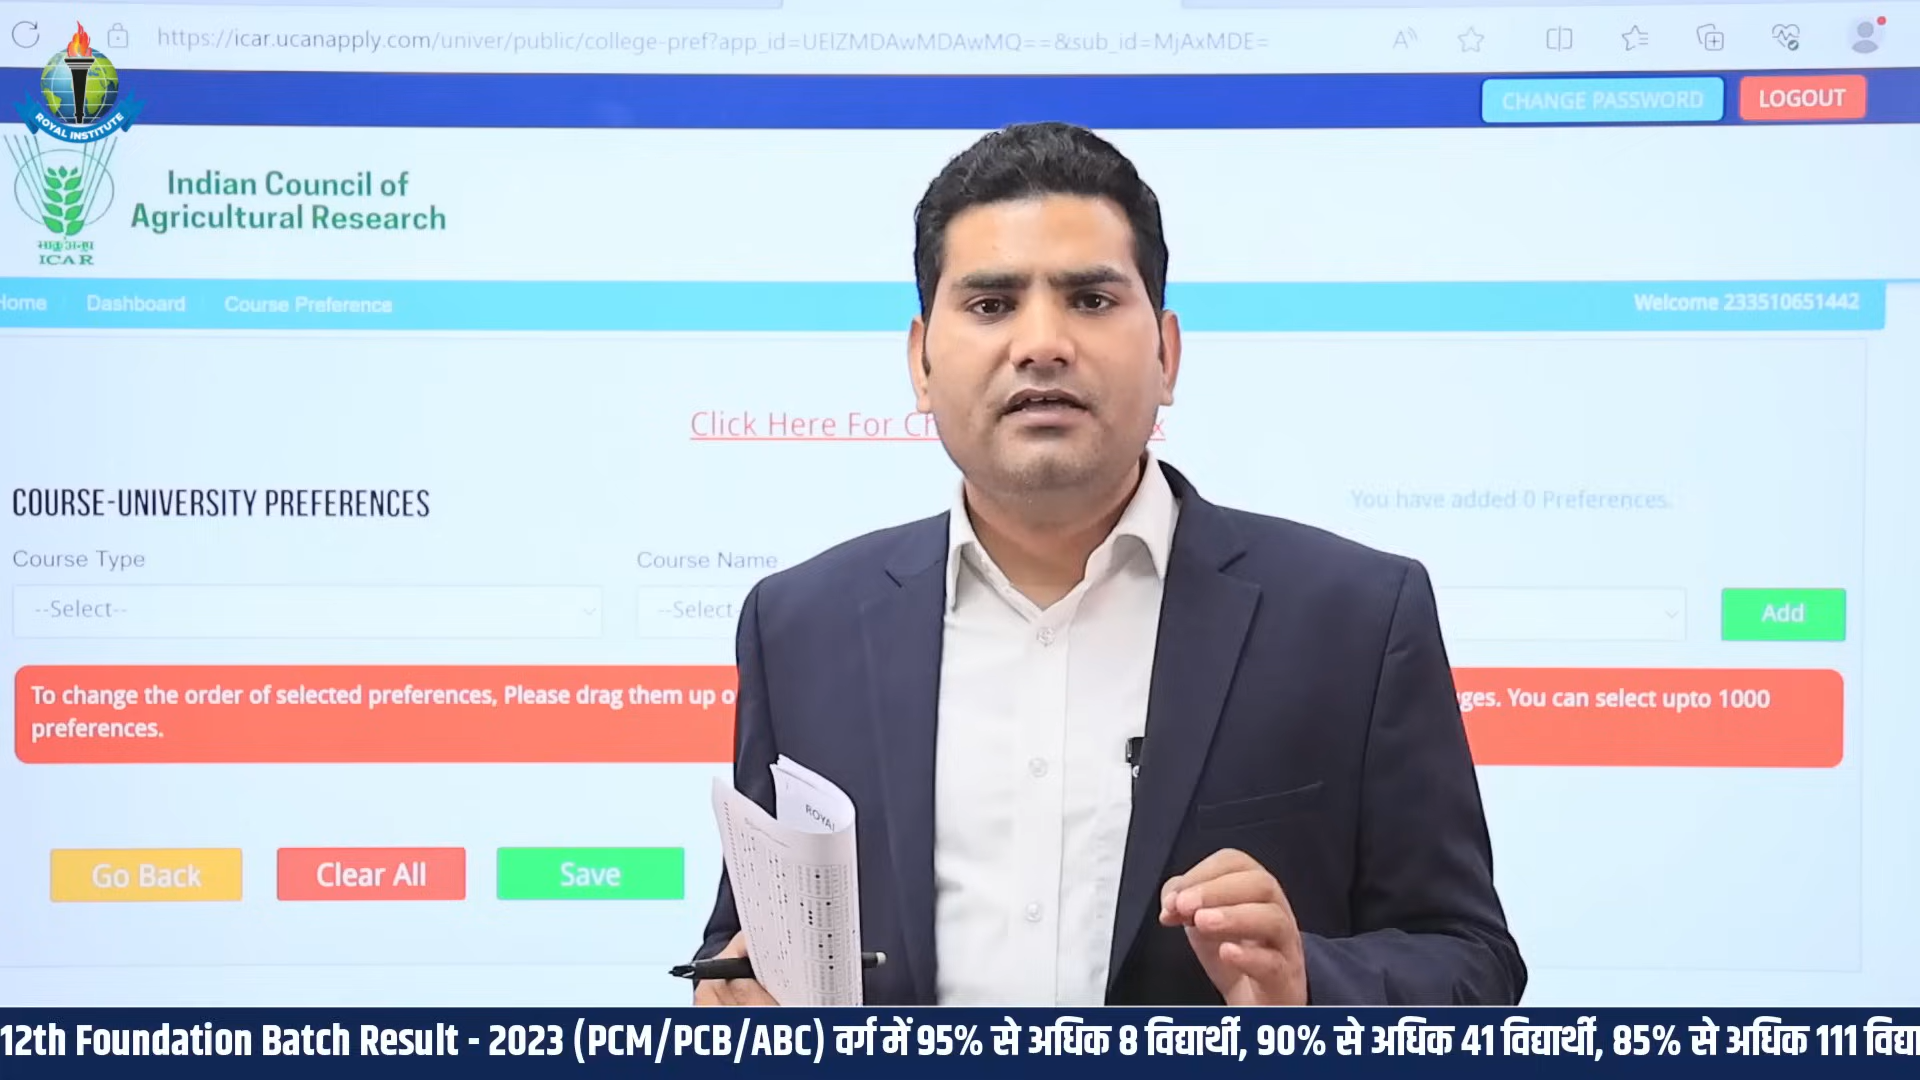 https://icar.ucanapply.com/univer/public/college-pref?app_id=UElZMDAwMDAwMQ==&sub_id=MjAxMDE=
CHANGE PASSWORD
LOGOUT
ROYAL INSTITUTE
Indian Council of
Agricultural Research
भाकृअनुप
ICAR
Home
Dashboard
Course Preference
Welcome 233510651442
Click Here For
COURSE-UNIVERSITY PREFERENCES
You have added 0 Preferences.
Course Type
Course Name
--Select--
--Select-
Add
To change the order of selected preferences, Please drag them up
ges. You can select upto 1000
preferences.
ROYAL
Go Back
Clear All
Save
12th Foundation Batch Result - 2023 (PCM/PCB/ABC) वर्ग में 95% से अधिक 8 विद्यार्थी, 90% से अधिक 41 विद्यार्थी, 85% से अधिक 111 विद्या